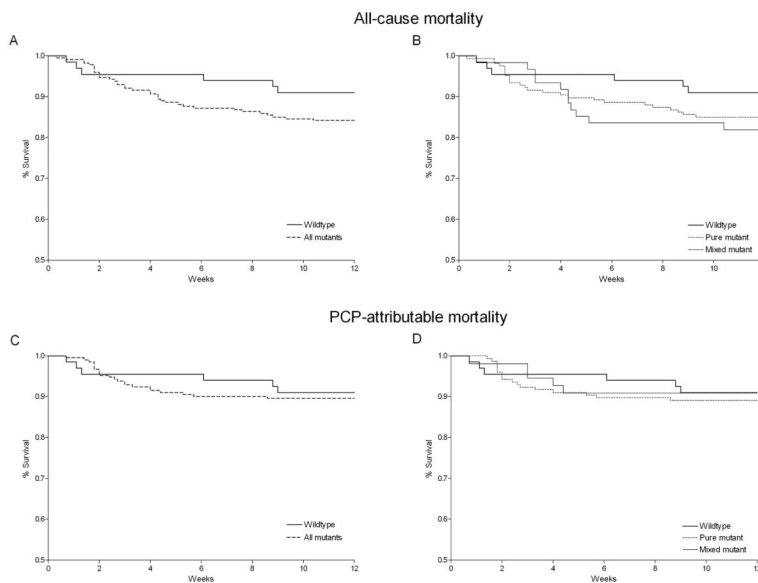 All-cause mortality
A
1.0
0.9
0.8
0.7
0.6
0.5
% Survival
0
2
4
6
8
10
12
Weeks
Wildtype
All mutants
B
1.0
0.9
0.8
0.7
0.6
0.5
% Survival
0
2
4
6
8
10
Weeks
Wildtype
Pure mutant
Mixed mutant
PCP-attributable mortality
C
1.0
0.9
0.8
0.7
0.6
0.5
% Survival
0
2
4
6
8
10
12
Weeks
Wildtype
All mutants
D
1.0
0.9
0.8
0.7
0.6
0.5
% Survival
0
2
4
6
8
10
12
Weeks
Wildtype
Pure mutant
Mixed mutant